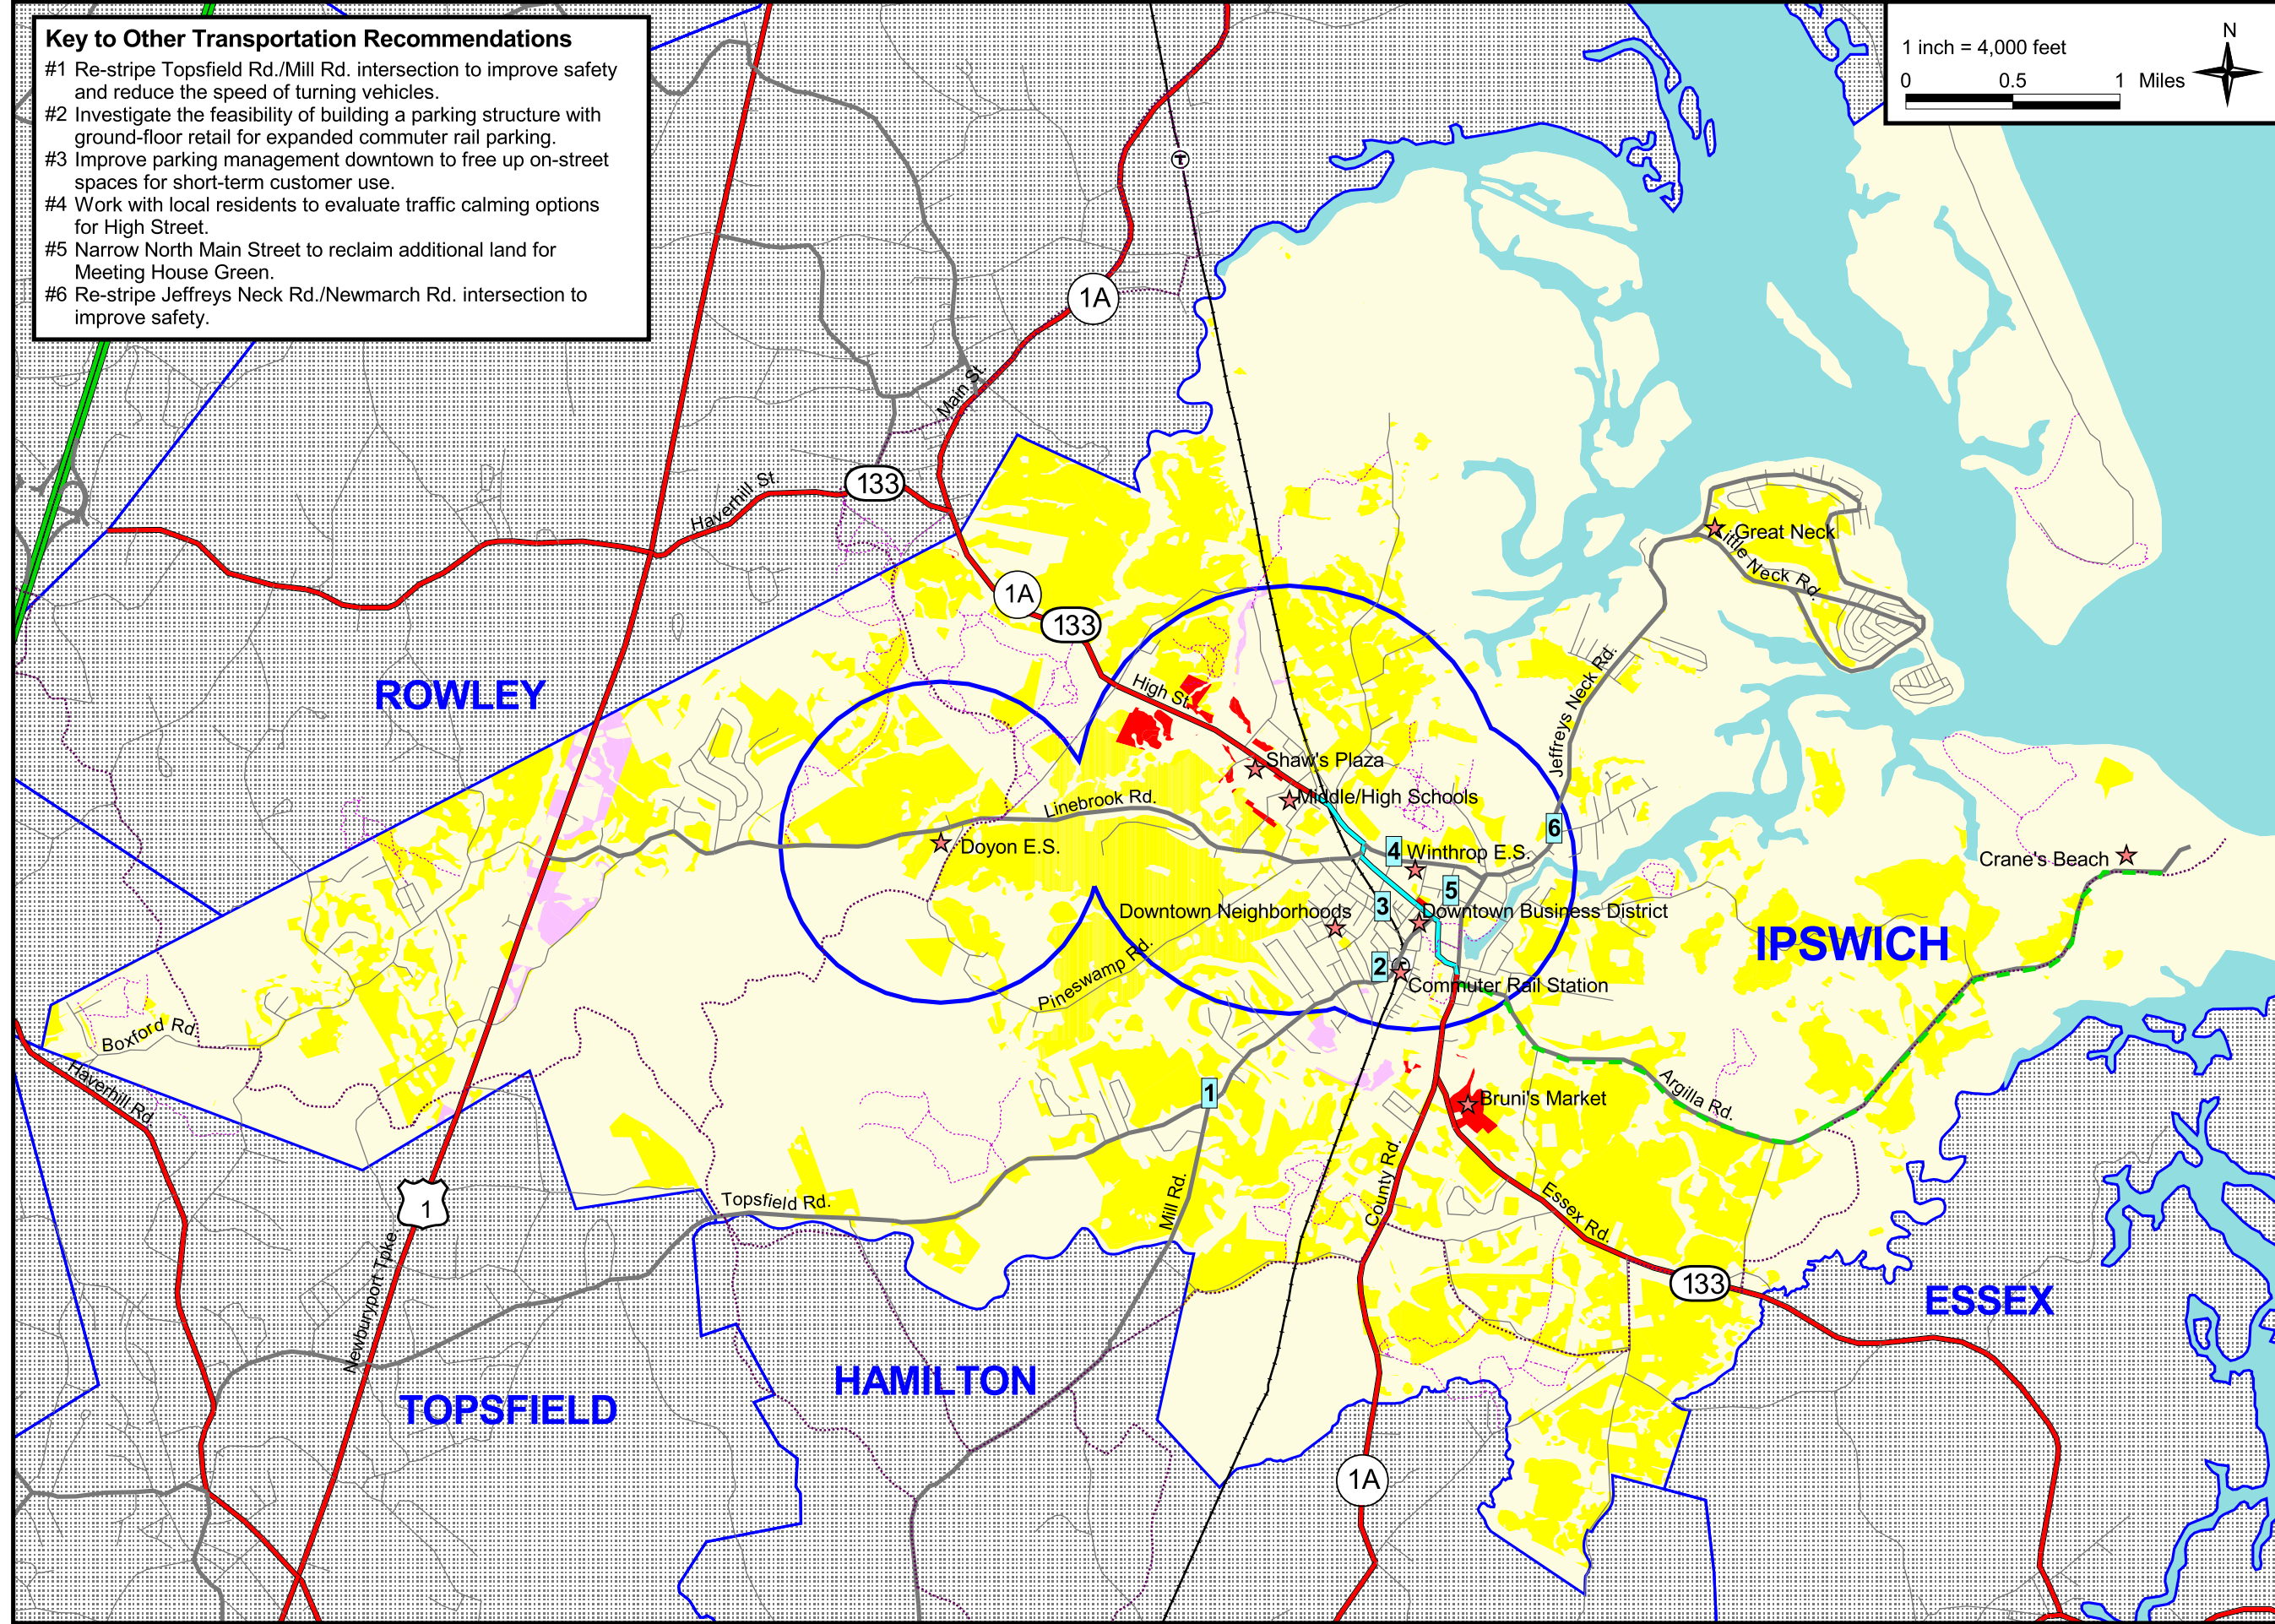 Key to Other Transportation Recommendations
#1 Re-stripe Topsfield Rd./Mill Rd. intersection to improve safety
and reduce the speed of turning vehicles.
#2 Investigate the feasibility of building a parking structure with
ground-floor retail for expanded commuter rail parking.
#3 Improve parking management downtown to free up on-street
spaces for short-term customer use.
#4 Work with local residents to evaluate traffic calming options
for High Street.
#5 Narrow North Main Street to reclaim additional land for
Meeting House Green.
#6 Re-stripe Jeffreys Neck Rd./Newmarch Rd. intersection to
improve safety.
1 inch = 4,000 feet
0 0.5 1 Miles
N
T
1A
Main St.
133
Haverhill St
Great Neck
Little Neck Rd.
1A
133
ROWLEY
High St
Jeffreys Neck Rd.
Shaw's Plaza
Middle/High Schools
Linebrook Rd.
6
Doyon E.S.
4
Winthrop E.S.
Crane's Beach
5
3
Downtown Neighborhoods
Downtown Business District
IPSWICH
Pineswamp Rd.
2
Commuter Rail Station
Boxford Rd
Haverhill Rd.
1
Bruni's Market
Argilla Rd.
Topsfield Rd.
Mill Rd.
County Rd.
Essex Rd.
1
Newburyport Tpke
133
ESSEX
HAMILTON
TOPSFIELD
1A